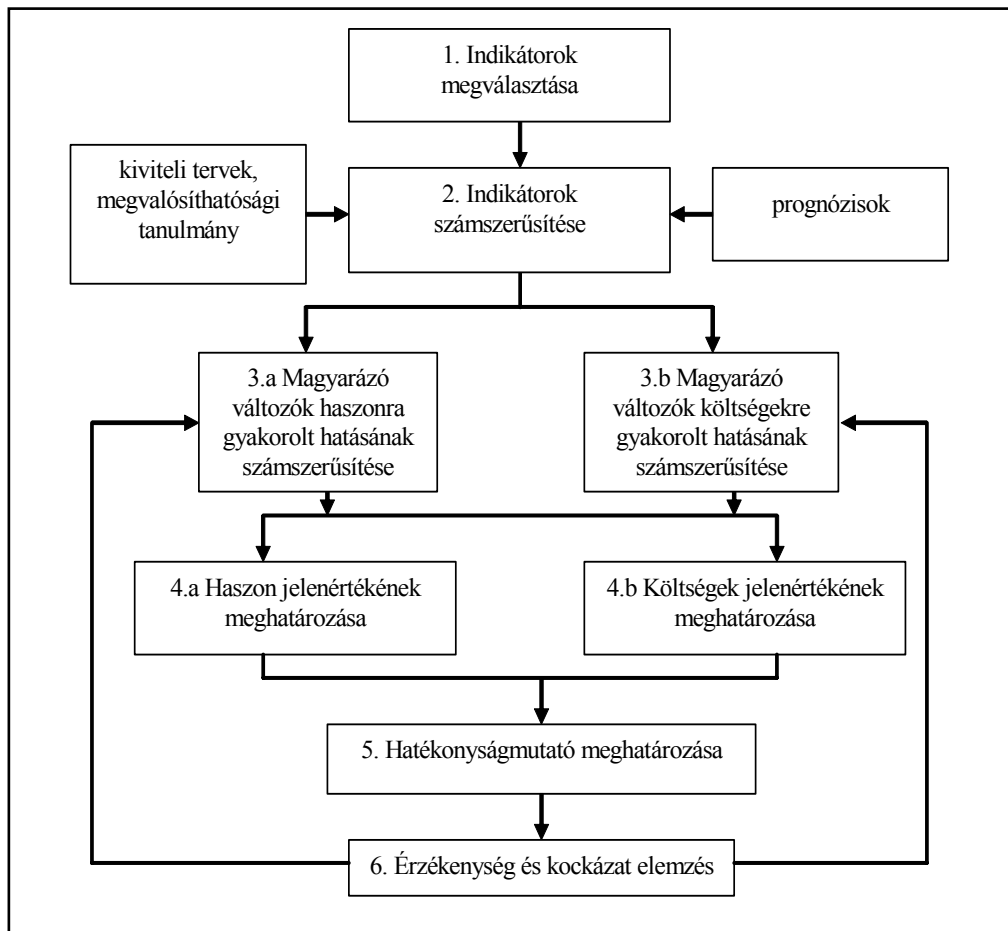 1. Indikátorok
megválasztása
kiviteli tervek,
megvalósíthatósági
tanulmány
2. Indikátorok
számszerűsítése
prognózisok
3.a Magyarázó
változók haszonra
gyakorolt hatásának
számszerűsítése
3.b Magyarázó
változók költségekre
gyakorolt hatásának
számszerűsítése
4.a Haszon jelenértékének
meghatározása
4.b Költségek jelenértékének
meghatározása
5. Hatékonyságmutató meghatározása
6. Érzékenység és kockázat elemzés